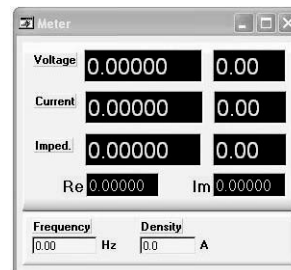 Meter
Voltage 0.00000 0.00
Current 0.00000 0.00
Imped. 0.00000 0.00
Re 0.00000 Im 0.00000
Frequency Density
0.00 Hz 0.0 A